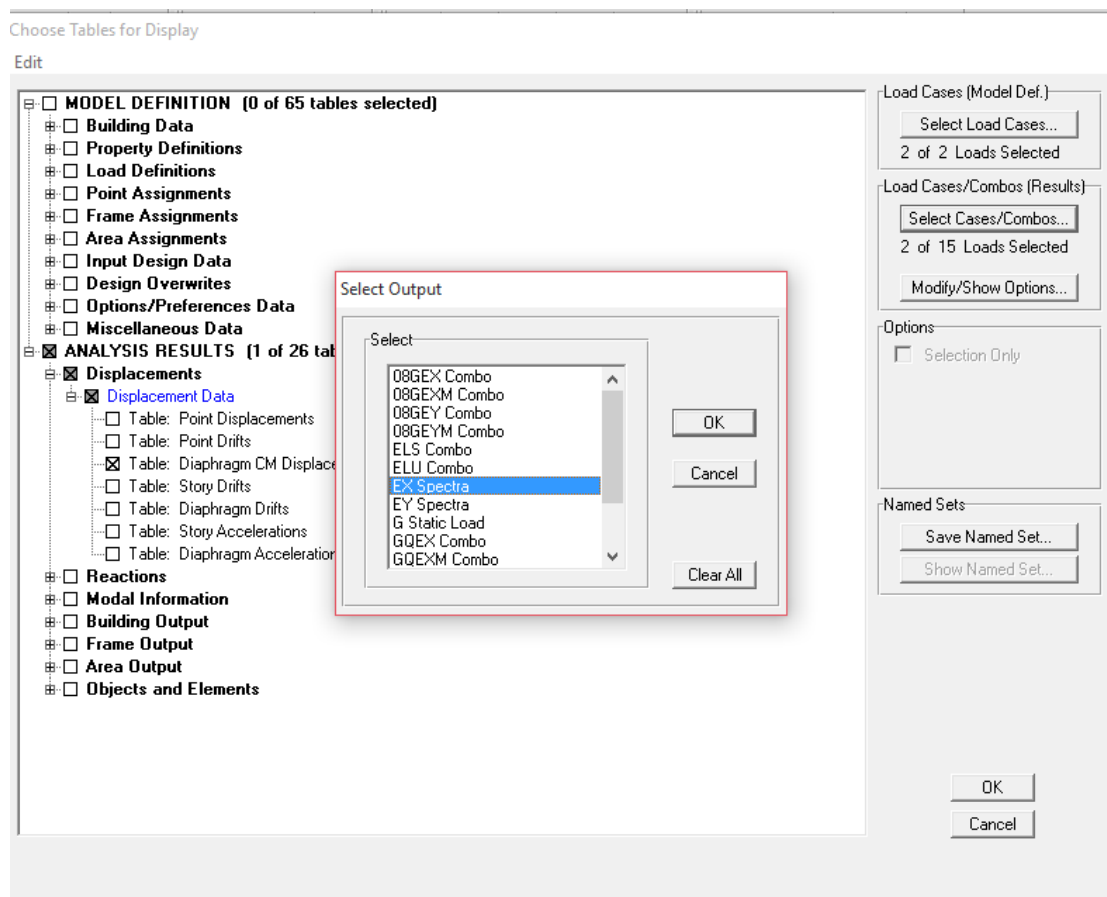 Choose Tables for Display
Edit
MODEL DEFINITION (0 of 65 tables selected)
Building Data
Property Definitions
Load Definitions
Point Assignments
Frame Assignments
Area Assignments
Input Design Data
Design Overwrites
Options/Preferences Data
Miscellaneous Data
ANALYSIS RESULTS (1 of 26 tab
Displacements
Displacement Data
Table: Point Displacements
Table: Point Drifts
Table: Diaphragm CM Displace
Table: Story Drifts
Table: Diaphragm Drifts
Table: Story Accelerations
Table: Diaphragm Acceleration
Reactions
Modal Information
Building Output
Frame Output
Area Output
Objects and Elements
Select Output
Select
08GEX Combo
08GEXM Combo
08GEY Combo
08GEYM Combo
ELS Combo
ELU Combo
EX Spectra
EY Spectra
G Static Load
GQEX Combo
GQEXM Combo
OK
Cancel
Clear All
Load Cases (Model Def.)
Select Load Cases...
2 of 2 Loads Selected
Load Cases/Combos (Results)
Select Cases/Combos...
2 of 15 Loads Selected
Modify/Show Options...
Options
Selection Only
Named Sets
Save Named Set...
Show Named Set...
OK
Cancel